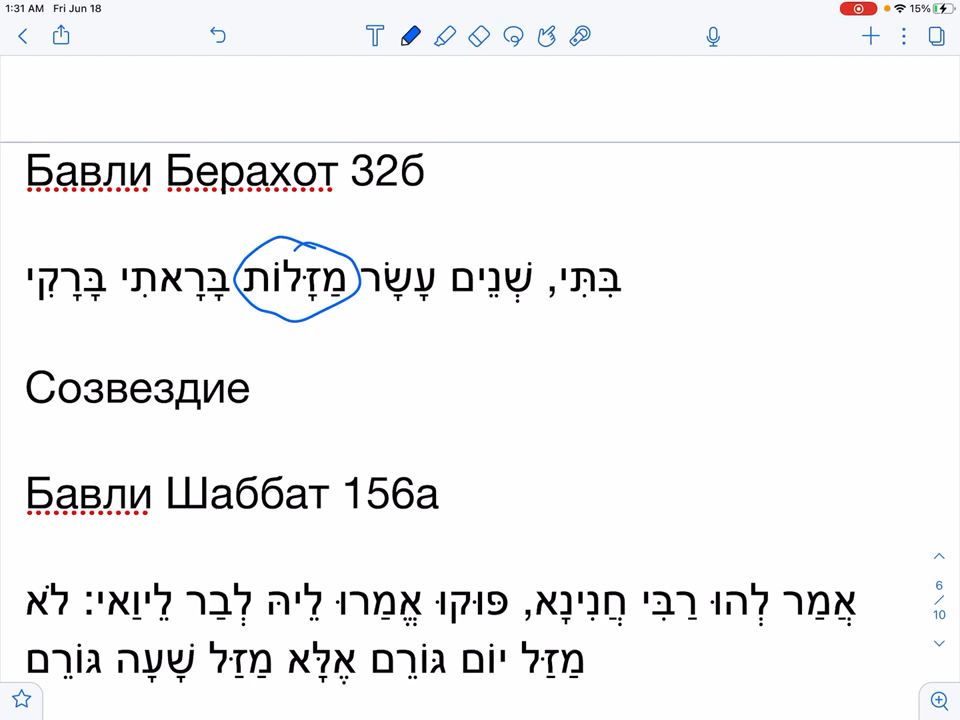 1:31 AM Fri Jun 18
15%
Бавли Берахот 32б
בִּתִּי, שְׁנֵים עָשָׂר מַזָּלוֹת בָּרָאתִי בָּרָקִי
Созвездие
Бавли Шаббат 156а
אֲמַר לְהוּ רַבִּי חֲנִינָא, פּוּקוּ אֱמַרוּ לֵיהּ לְבַר לֵיוַאי: לֹא
מַזַּל יוֹם גּוֹרֵם אֶלָּא מַזַּל שָׁעָה גּוֹרֵם
6
/
10